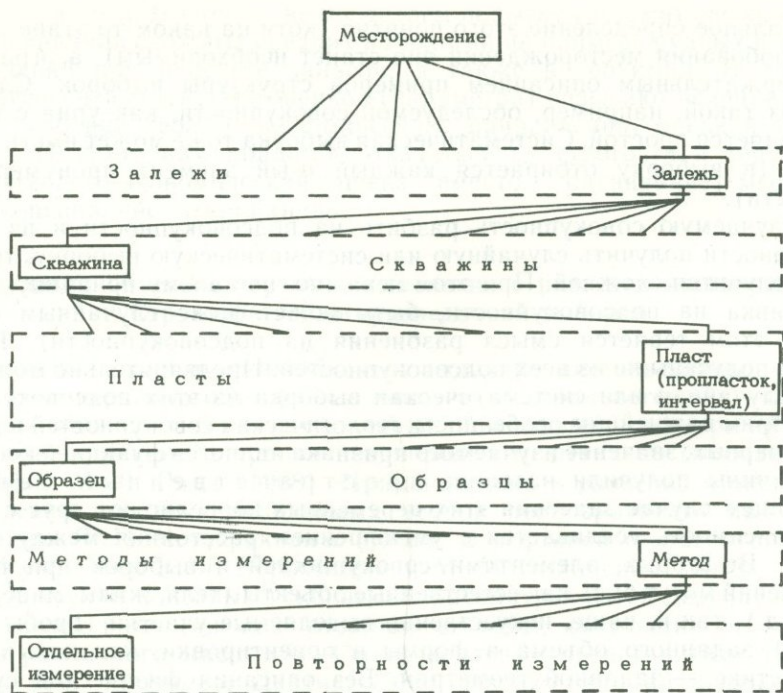 Месторождение
Залежи
Залежь
Скважина
Скважины
Пласты
Пласт
(пропласток,
интервал)
Образец
Образцы
Методы измерений
Метод
Отдельное
измерение
Повторности измерений